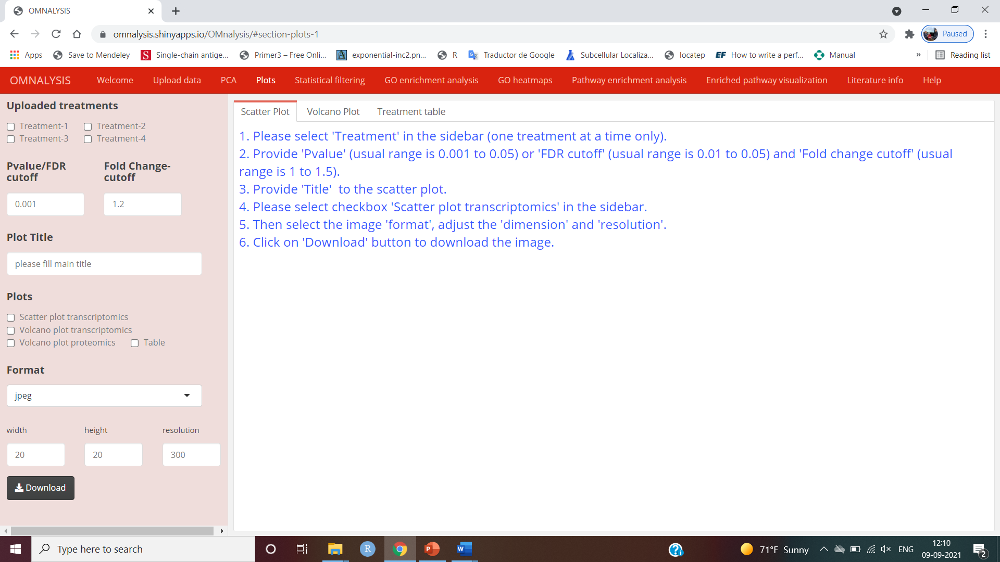 OMNALYSIS
omnalysis.shinyapps.io/OMnalysis/#section-plots-1
Paused
Apps Save to Mendeley Single-chain antige... Primer3 – Free Onli... exponential-inc2.pn... R Traductor de Google Subcellular Localiza... locatep EF How to write a perf... Manual » Reading list
OMNALYSIS Welcome Upload data PCA Plots Statistical filtering GO enrichment analysis GO heatmaps Pathway enrichment analysis Enriched pathway visualization Literature info Help
Uploaded treatments
Treatment-1 Treatment-2
Treatment-3 Treatment-4
Pvalue/FDR cutoff
Fold Change-cutoff
0.001 1.2
Plot Title
please fill main title
Plots
Scatter plot transcriptomics
Volcano plot transcriptomics
Volcano plot proteomics Table
Format
jpeg
width height resolution
20 20 300
Download
Scatter Plot Volcano Plot Treatment table
1. Please select 'Treatment' in the sidebar (one treatment at a time only).
2. Provide 'Pvalue' (usual range is 0.001 to 0.05) or 'FDR cutoff' (usual range is 0.01 to 0.05) and 'Fold change cutoff' (usual
range is 1 to 1.5).
3. Provide 'Title'  to the scatter plot.
4. Please select checkbox 'Scatter plot transcriptomics' in the sidebar.
5. Then select the image 'format', adjust the 'dimension' and 'resolution'.
6. Click on 'Download' button to download the image.
Type here to search
71°F Sunny ENG
12:10
09-09-2021
2